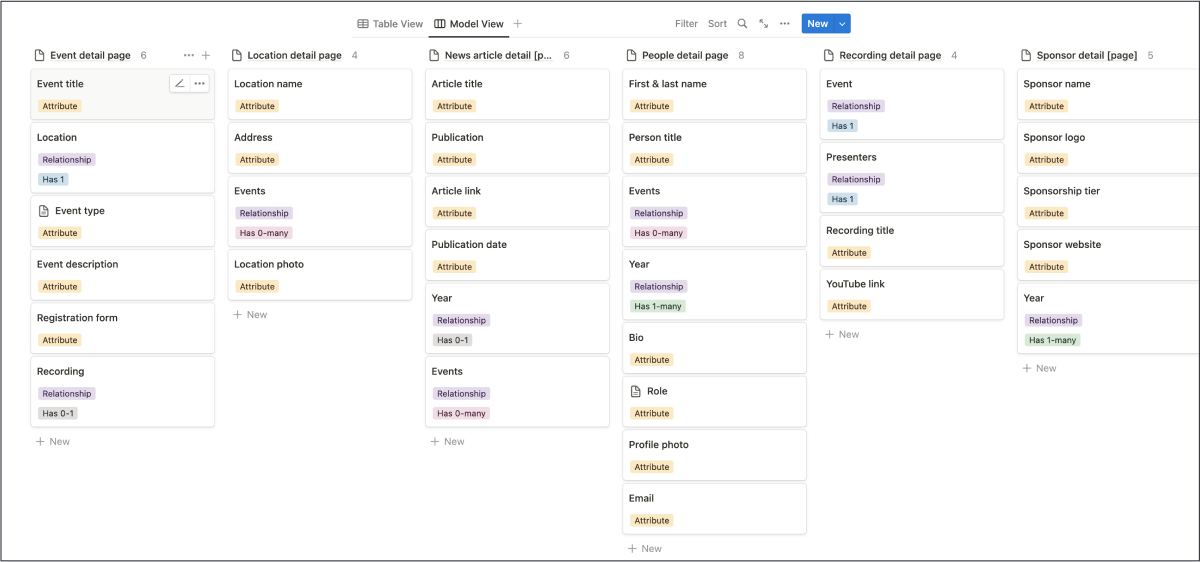 Table View
Model View
Filter
Sort
New
Event detail page 6
Event title
Attribute
Location
Relationship
Has 1
Event type
Attribute
Event description
Attribute
Registration form
Attribute
Recording
Relationship
Has 0-1
New
Location detail page 4
Location name
Attribute
Address
Attribute
Events
Relationship
Has 0-many
Location photo
Attribute
New
News article detail [p... 6
Article title
Attribute
Publication
Attribute
Article link
Attribute
Publication date
Attribute
Year
Relationship
Has 0-1
Events
Relationship
Has 0-many
New
People detail page 8
First & last name
Attribute
Person title
Attribute
Events
Relationship
Has 0-many
Year
Relationship
Has 1-many
Bio
Attribute
Role
Attribute
Profile photo
Attribute
Email
Attribute
New
Recording detail page 4
Event
Relationship
Has 1
Presenters
Relationship
Has 1
Recording title
Attribute
YouTube link
Attribute
New
Sponsor detail [page] 5
Sponsor name
Attribute
Sponsor logo
Attribute
Sponsorship tier
Attribute
Sponsor website
Attribute
Year
Relationship
Has 1-many
New